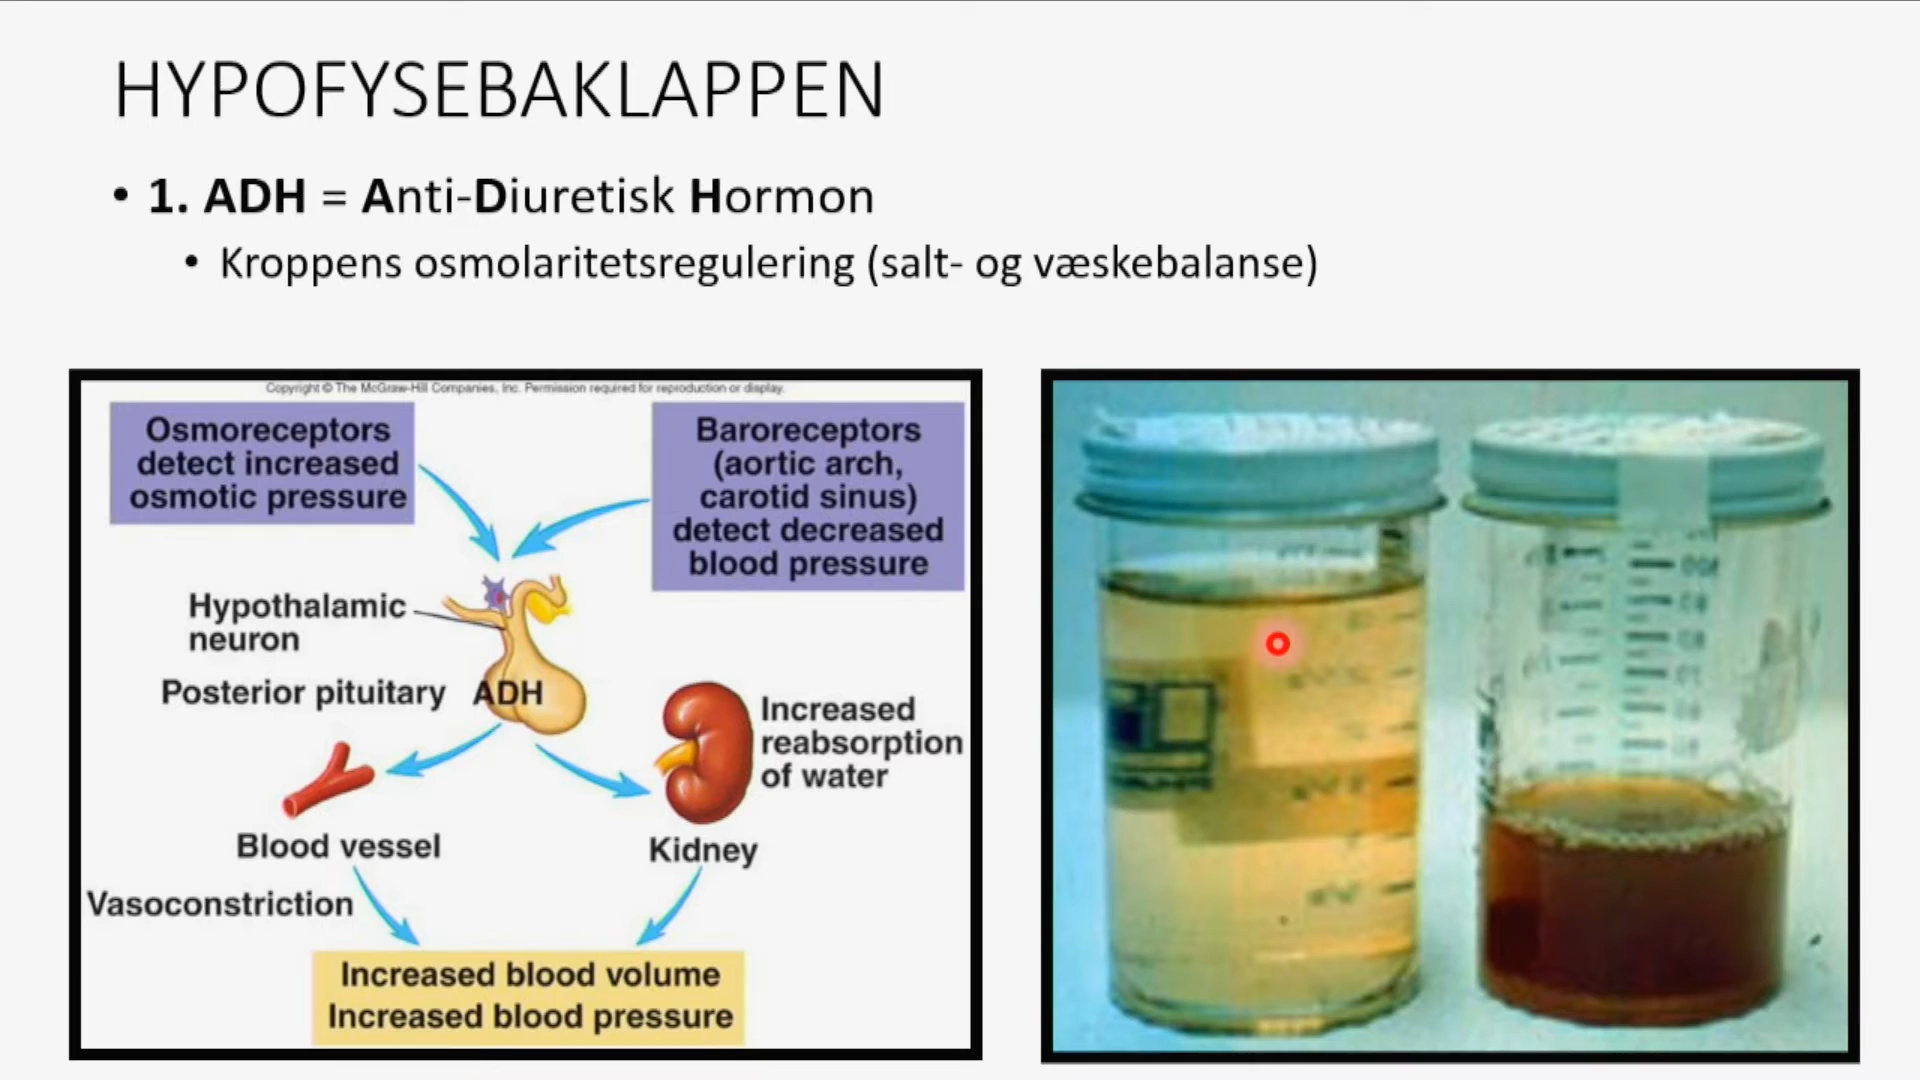 HYPOFYSEBAKLAPPEN
• 1. ADH = Anti-Diuretisk Hormon
• Kroppens osmolaritetsregulering (salt- og væskebalanse)
Copyright © The McGraw-Hill Companies, Inc. Permission required for reproduction or display.
Osmoreceptors
detect increased
osmotic pressure
Baroreceptors
(aortic arch,
carotid sinus)
detect decreased
blood pressure
Hypothalamic
neuron
Posterior pituitary
ADH
Increased
reabsorption
of water
Blood vessel
Kidney
Vasoconstriction
Increased blood volume
Increased blood pressure